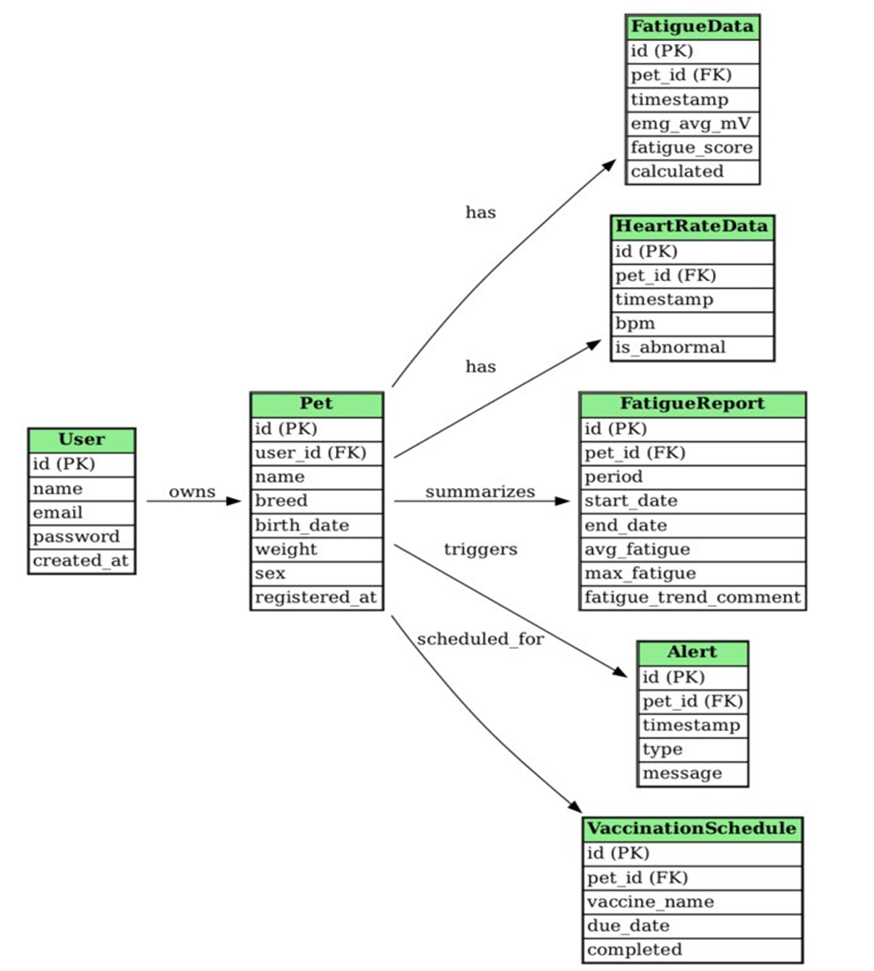 User
id (PK)
name
email
password
created_at
owns
Pet
id (PK)
user_id (FK)
name
breed
birth_date
weight
sex
registered_at
has
has
summarizes
triggers
scheduled_for
FatigueData
id (PK)
pet_id (FK)
timestamp
emg_avg_mV
fatigue_score
calculated
HeartRateData
id (PK)
pet_id (FK)
timestamp
bpm
is_abnormal
FatigueReport
id (PK)
pet_id (FK)
period
start_date
end_date
avg_fatigue
max_fatigue
fatigue_trend_comment
Alert
id (PK)
pet_id (FK)
timestamp
type
message
VaccinationSchedule
id (PK)
pet_id (FK)
vaccine_name
due_date
completed